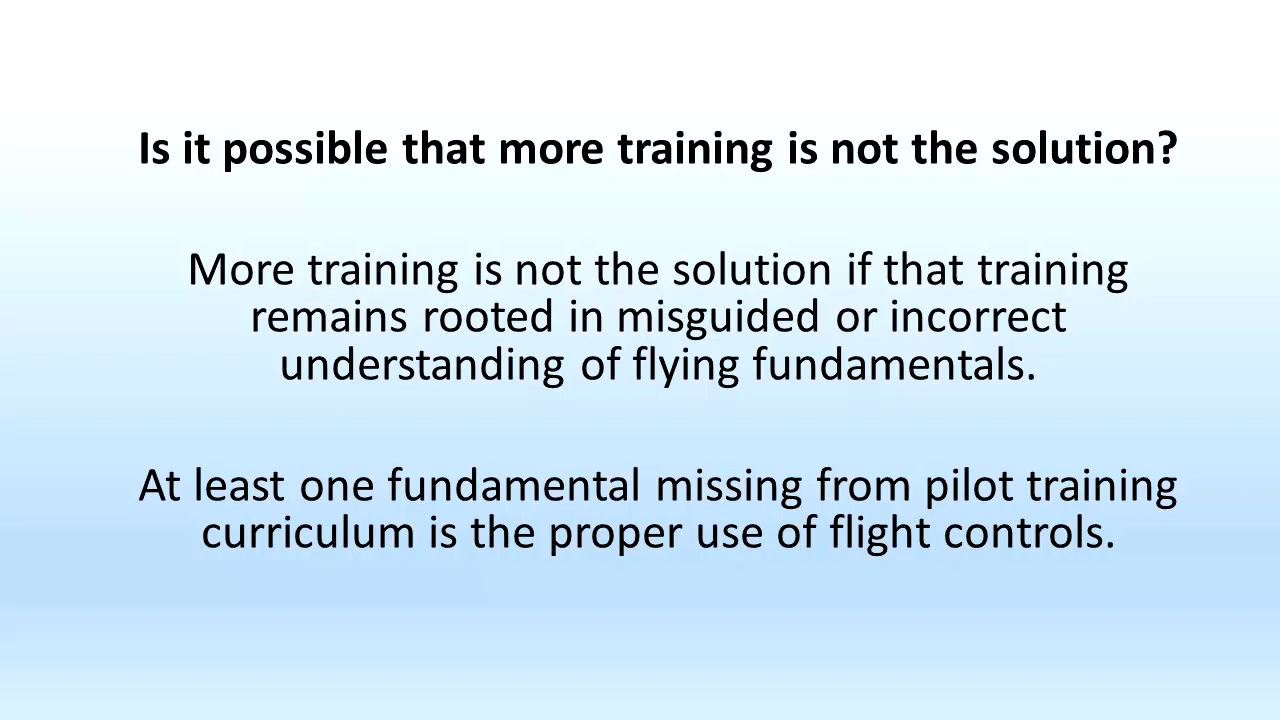 Is it possible that more training is not the solution?
More training is not the solution if that training
remains rooted in misguided or incorrect
understanding of flying fundamentals.
At least one fundamental missing from pilot training
curriculum is the proper use of flight controls.